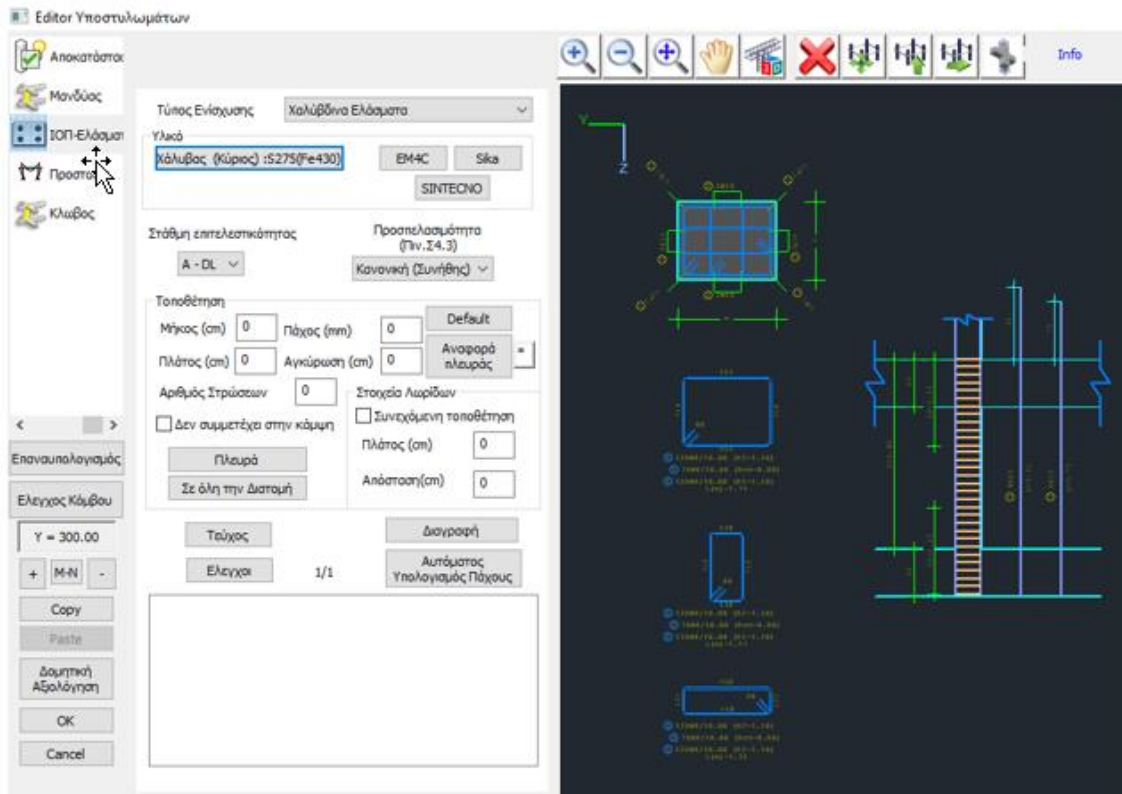 Editor Υποστυλωμάτων
Αποκατάστασ
Μανδύας
ΙΟΠ-Ελάσματ
Κλωβος
Επαναυπολογισμός
Ελεγχος Κόμβου
Y = 300.00
+ M-N -
Copy
Paste
Δομητική
Αξιολόγηση
OK
Cancel
Τύπος Ενίσχυσης Χαλύβδινα Ελάσματα
Υλικό
Χάλυβας (Κύριος) :S275(Fe430) EM4C Sika
SINTECNO
Στάθμη επιτελεστικότητας
Προσπελασιμότητα
(Πιν.Σ4.3)
A - DL Κανονική (Συνήθης)
Τοποθέτηση
Μήκος (cm) 0 Πάχος (mm) 0 Default
Πλάτος (cm) 0 Αγκύρωση (cm) 0 Αναφορά
πλευράς
Αριθμός Στρώσεων 0
Στοιχεία Λωρίδων
Δεν συμμετέχει στην κάμψη
Συνεχόμενη τοποθέτηση
Πλευρά
Πλάτος (cm) 0
Σε όλη την Διατομή
Απόσταση(cm) 0
Τεύχος Διαγραφή
Ελεγχοι 1/1 Αυτόματος
Υπολογισμός Πάχους
Info
Y
Z